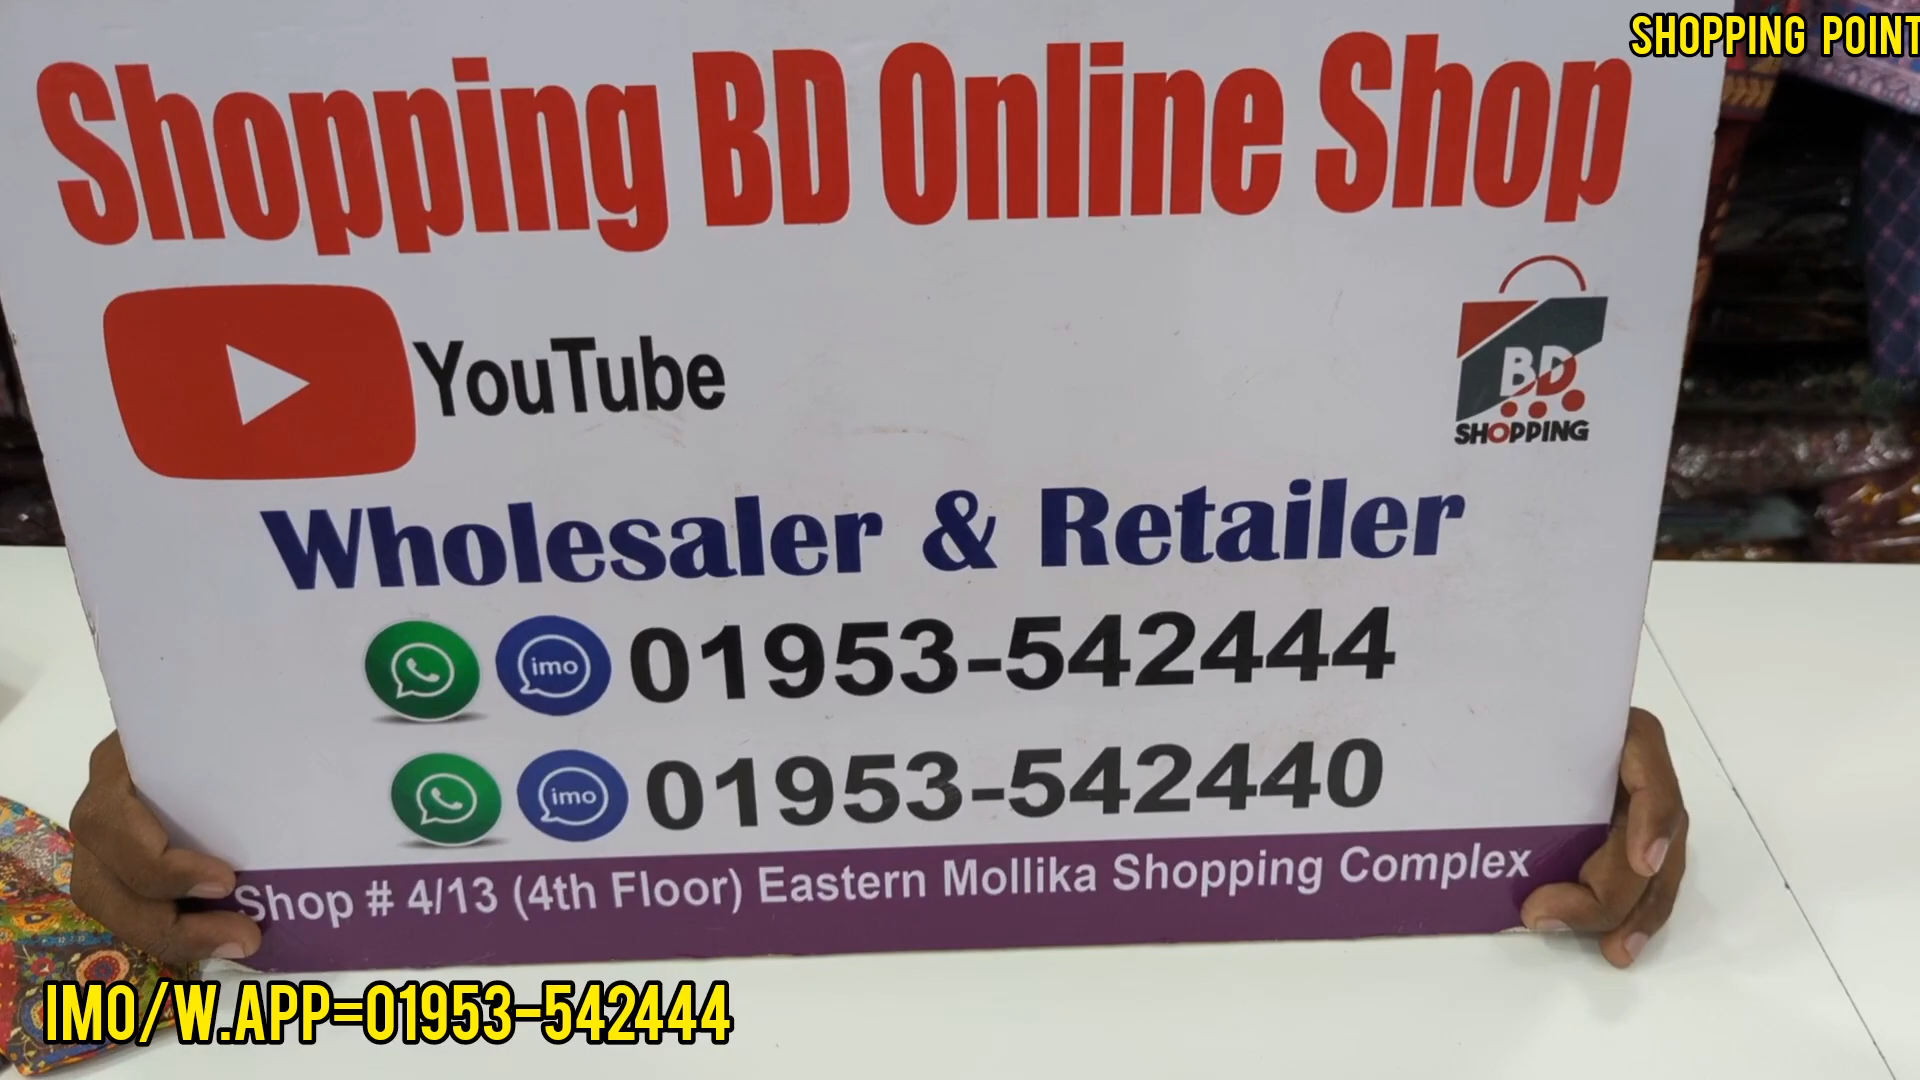 SHOPPING POINT
Shopping BD Online Shop
YouTube
BD
SHOPPING
Wholesaler & Retailer
imo 01953-542444
imo 01953-542440
Shop # 4/13 (4th Floor) Eastern Mollika Shopping Complex
IMO/W.APP=01953-542444